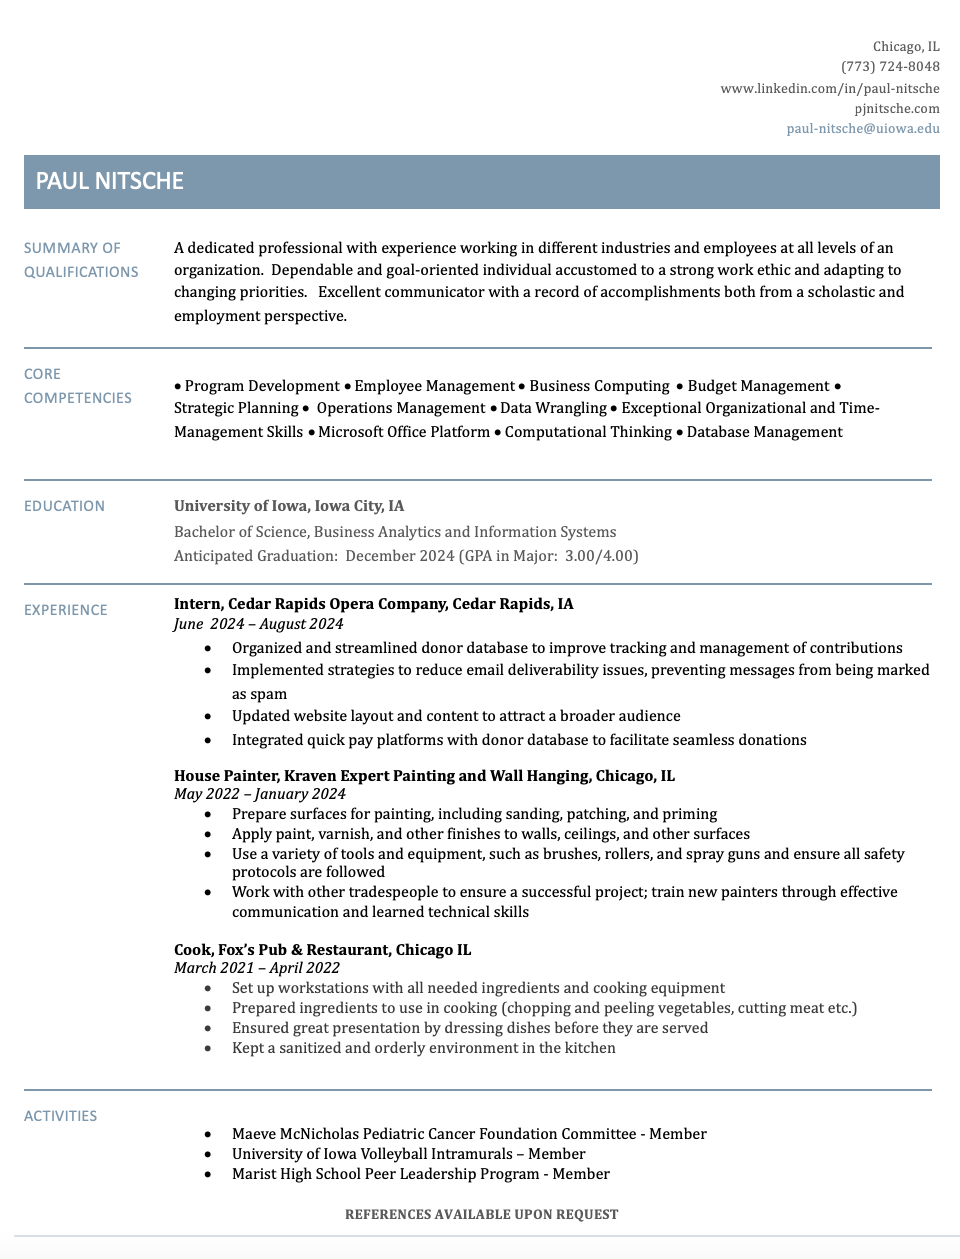 Chicago, IL
(773) 724-8048
www.linkedin.com/in/paul-nitsche
pjnitsche.com
paul-nitsche@uiowa.edu
PAUL NITSCHE
SUMMARY OF
QUALIFICATIONS
A dedicated professional with experience working in different industries and employees at all levels of an
organization.  Dependable and goal-oriented individual accustomed to a strong work ethic and adapting to
changing priorities.   Excellent communicator with a record of accomplishments both from a scholastic and
employment perspective.
CORE
COMPETENCIES
• Program Development • Employee Management • Business Computing  • Budget Management •
Strategic Planning •  Operations Management • Data Wrangling • Exceptional Organizational and Time-
Management Skills • Microsoft Office Platform • Computational Thinking • Database Management
EDUCATION
University of Iowa, Iowa City, IA
Bachelor of Science, Business Analytics and Information Systems
Anticipated Graduation:  December 2024 (GPA in Major:  3.00/4.00)
EXPERIENCE
Intern, Cedar Rapids Opera Company, Cedar Rapids, IA
June  2024 – August 2024
• Organized and streamlined donor database to improve tracking and management of contributions
• Implemented strategies to reduce email deliverability issues, preventing messages from being marked
as spam
• Updated website layout and content to attract a broader audience
• Integrated quick pay platforms with donor database to facilitate seamless donations
House Painter, Kraven Expert Painting and Wall Hanging, Chicago, IL
May 2022 – January 2024
• Prepare surfaces for painting, including sanding, patching, and priming
• Apply paint, varnish, and other finishes to walls, ceilings, and other surfaces
• Use a variety of tools and equipment, such as brushes, rollers, and spray guns and ensure all safety
protocols are followed
• Work with other tradespeople to ensure a successful project; train new painters through effective
communication and learned technical skills
Cook, Fox's Pub & Restaurant, Chicago IL
March 2021 – April 2022
• Set up workstations with all needed ingredients and cooking equipment
• Prepared ingredients to use in cooking (chopping and peeling vegetables, cutting meat etc.)
• Ensured great presentation by dressing dishes before they are served
• Kept a sanitized and orderly environment in the kitchen
ACTIVITIES
• Maeve McNicholas Pediatric Cancer Foundation Committee - Member
• University of Iowa Volleyball Intramurals – Member
• Marist High School Peer Leadership Program - Member
REFERENCES AVAILABLE UPON REQUEST